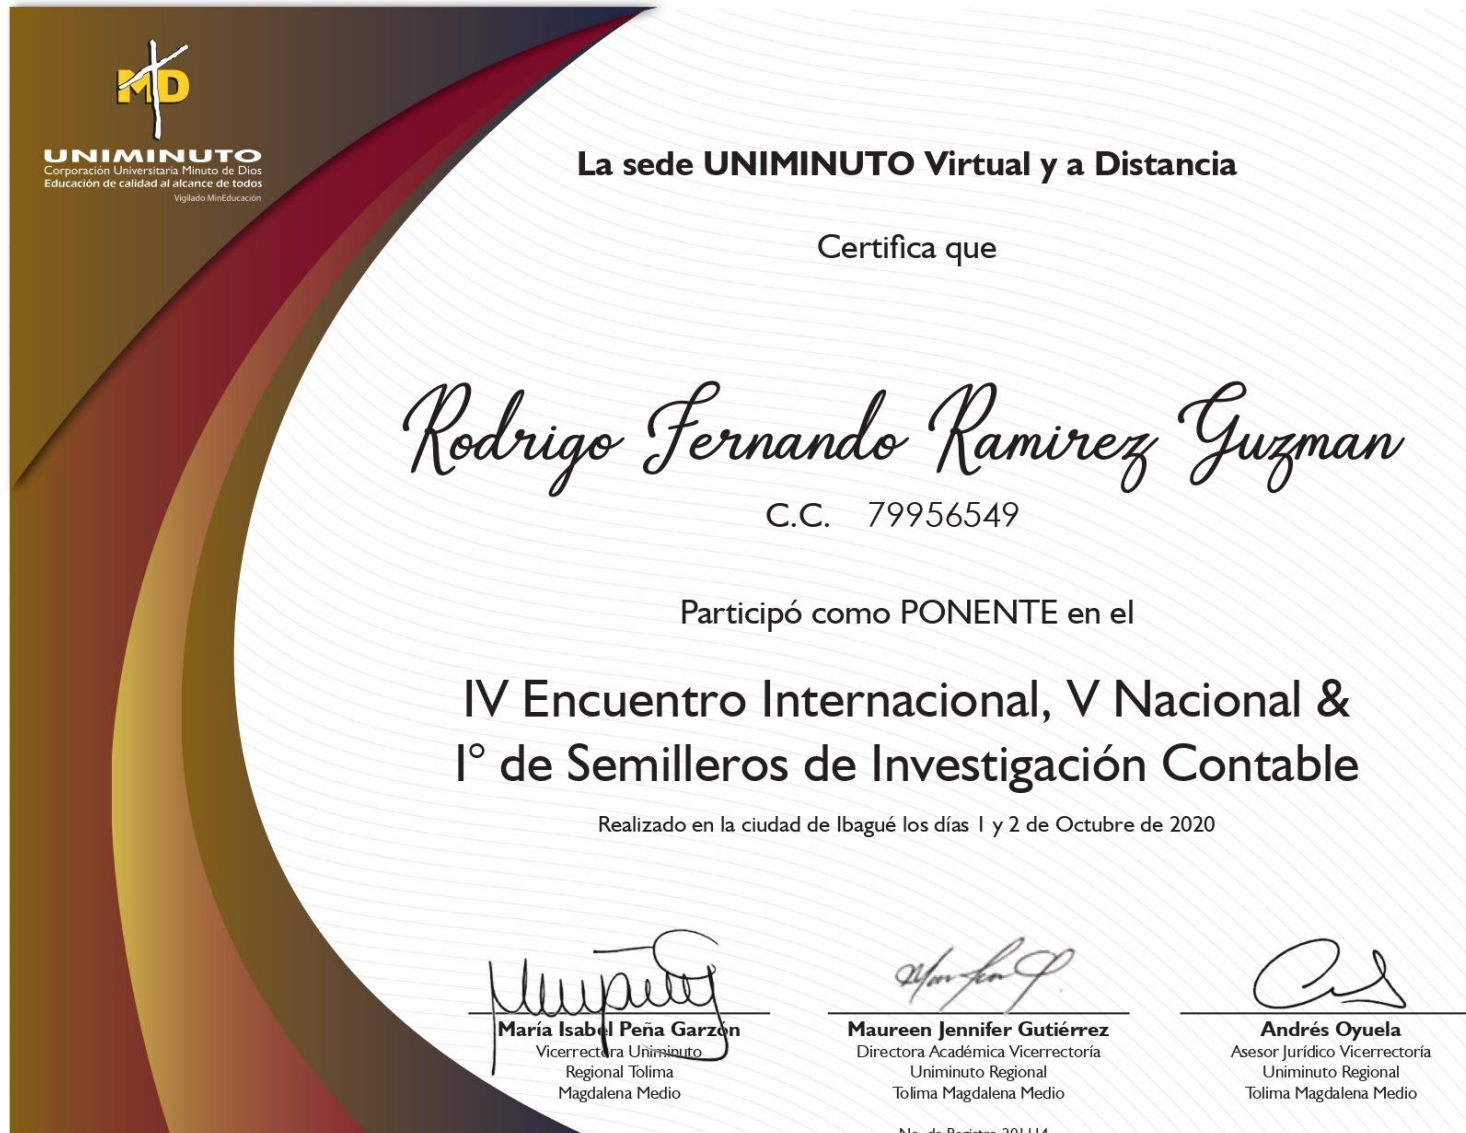 MD
UNIMINUTO
Corporación Universitaria Minuto de Dios
Educación de calidad al alcance de todos
Vigilado MinEducación
La sede UNIMINUTO Virtual y a Distancia
Certifica que
Rodrigo Fernando Ramirez Guzman
C.C. 79956549
Participó como PONENTE en el
IV Encuentro Internacional, V Nacional &
I° de Semilleros de Investigación Contable
Realizado en la ciudad de Ibagué los días 1 y 2 de Octubre de 2020
María Isabel Peña Garzón
Vicerrectora Uniminuto
Regional Tolima
Magdalena Medio
Maureen Jennifer Gutiérrez
Directora Académica Vicerrectoría
Uniminuto Regional
Tolima Magdalena Medio
Andrés Oyuela
Asesor Jurídico Vicerrectoría
Uniminuto Regional
Tolima Magdalena Medio
No. de Registro